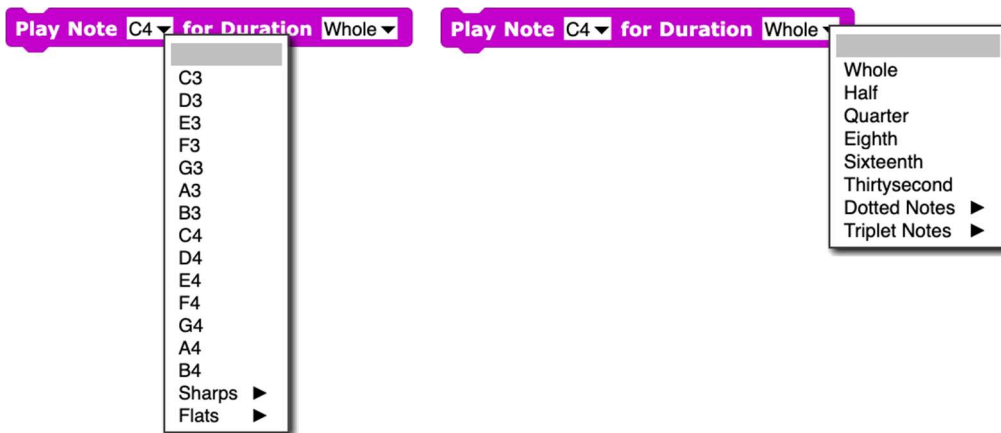 Play Note C4 for Duration Whole
C3
D3
E3
F3
G3
A3
B3
C4
D4
E4
F4
G4
A4
B4
Sharps
Flats
Play Note C4 for Duration Whole
Whole
Half
Quarter
Eighth
Sixteenth
Thirtysecond
Dotted Notes
Triplet Notes